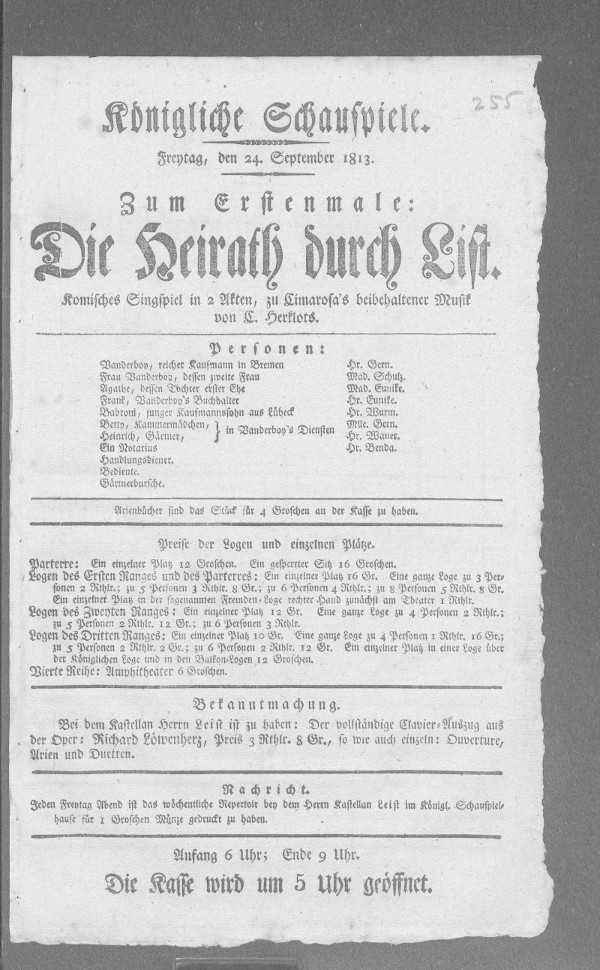 255
Königliche Schauspiele.
Freytag, den 24. September 1813.
Zum Erstenmale:
Die Heirath durch List.
Komisches Singspiel in 2 Akten, zu Cimarosa's beibehaltener Musik
von C. Herklots.
Personen:
Vanderboy, reicher Kaufmann in Bremen Hr. Gern.
Frau Vanderboy, dessen zweite Frau Mad. Schulz.
Agathe, dessen Tochter erster Ehe Mad. Eunike.
Frank, Vanderboy's Buchhalter Hr. Eunike.
Babroni, junger Kaufmannssohn aus Lübeck Hr. Wurm.
Betty, Kammermädchen, } in Vanderboy's Diensten Mlle. Gern.
Heinrich, Gärtner, Hr. Wauer.
Ein Notarius Hr. Benda.
Handlungsdiener.
Bediente.
Gärtnerbursche.
Arienbücher sind das Stück für 4 Groschen an der Kasse zu haben.
Preise der Logen und einzelnen Plätze.
Parterre: Ein einzelner Platz 12 Groschen. Ein gesperrter Sitz 16 Groschen.
Logen des Ersten Ranges und des Parterres: Ein einzelner Platz 16 Gr. Eine ganze Loge zu 3 Per-
sonen 2 Rthlr.; zu 5 Personen 3 Rthlr. 8 Gr.; zu 6 Personen 4 Rthlr.; zu 8 Personen 5 Rthlr. 8 Gr.
Ein einzelner Platz in der sogenannten Fremden-Loge rechter Hand zunächst am Theater 1 Rthlr.
Logen des Zweyten Ranges: Ein einzelner Platz 12 Gr. Eine ganze Loge zu 4 Personen 2 Rthlr.;
zu 5 Personen 2 Rthlr. 12 Gr.; zu 6 Personen 3 Rthlr.
Logen des Dritten Ranges: Ein einzelner Platz 10 Gr. Eine ganze Loge zu 4 Personen 1 Rthlr. 16 Gr.;
zu 5 Personen 2 Rthlr. 2 Gr.; zu 6 Personen 2 Rthlr. 12 Gr. Ein einzelner Platz in einer Loge über
der Königlichen Loge und in den Balkon-Logen 12 Groschen.
Vierte Reihe: Amphitheater 6 Groschen.
Bekanntmachung.
Bei dem Kastellan Herrn Leist ist zu haben: Der vollständige Clavier-Auszug aus
der Oper: Richard Löwenherz, Preis 3 Rthlr. 8 Gr., so wie auch einzeln: Ouverture,
Arien und Duetten.
Nachricht.
Jeden Freytag Abend ist das wöchentliche Repertoir bey dem Herrn Kastellan Leist im Königl. Schauspiel-
hause für 1 Groschen Münze gedruckt zu haben.
Anfang 6 Uhr; Ende 9 Uhr.
Die Kasse wird um 5 Uhr geöffnet.